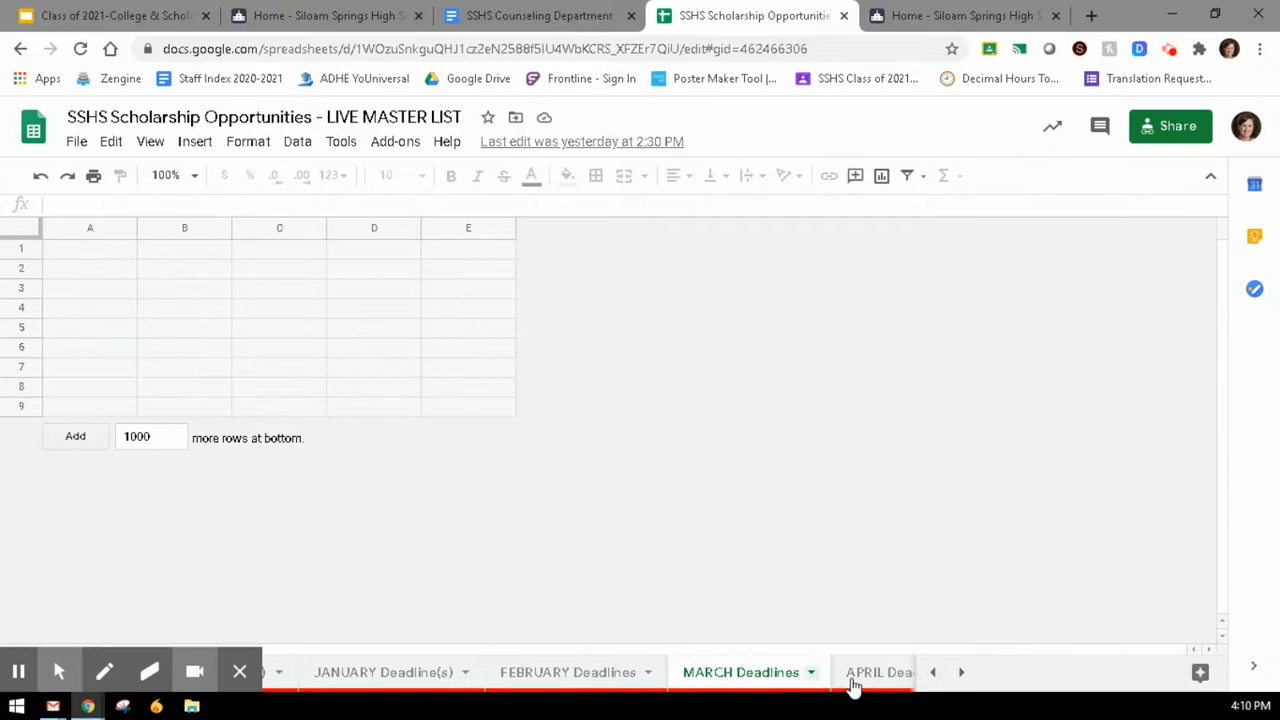 Class of 2021-College & Schol
Home - Siloam Springs High
SSHS Counseling Department
SSHS Scholarship Opportunitie
Home - Siloam Springs High S
docs.google.com/spreadsheets/d/1WOzuSnkguQHJ1cz2eN2588f5IU4WbKCRS_XFZEr7QiU/edit#gid=462466306
Apps Zengine Staff Index 2020-2021 ADHE YoUniversal Google Drive Frontline - Sign In Poster Maker Tool |... SSHS Class of 2021... Decimal Hours To... Translation Request...
SSHS Scholarship Opportunities - LIVE MASTER LIST
Share
File Edit View Insert Format Data Tools Add-ons Help Last edit was yesterday at 2:30 PM
100% $ % .0 .00 123 10 B I S A Σ
fx
A B C D E
1
2
3
4
5
6
7
8
9
Add 1000 more rows at bottom.
) JANUARY Deadline(s) FEBRUARY Deadlines MARCH Deadlines APRIL Dea
4:10 PM